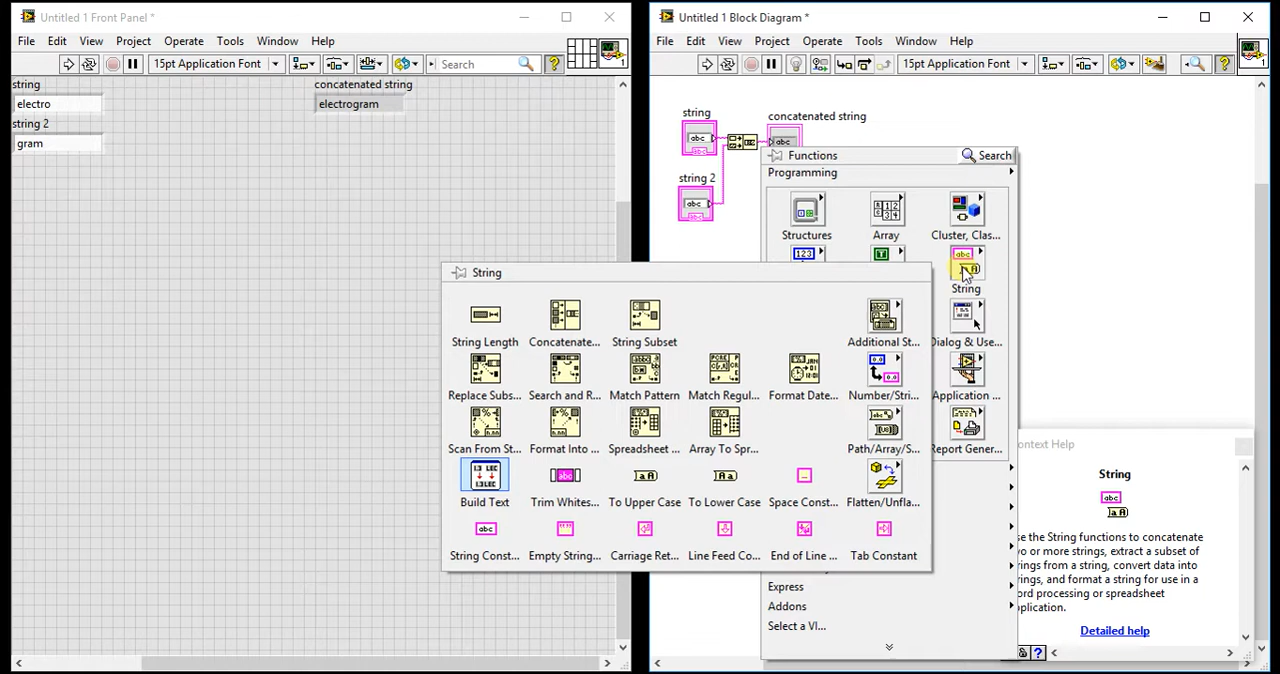 Untitled 1 Front Panel *
File Edit View Project Operate Tools Window Help
15pt Application Font
Search
string
electro
string 2
gram
concatenated string
electrogram
Untitled 1 Block Diagram *
File Edit View Project Operate Tools Window Help
15pt Application Font
string
abc
string 2
abc
concatenated string
abc
Functions
Search
Programming
Structures Array Cluster, Clas...
String
Dialog & Use...
Application ...
Report Gener...
Express
Addons
Select a VI...
String
String Length Concatenate... String Subset Additional St...
Replace Subs... Search and R... Match Pattern Match Regul... Format Date... Number/Stri...
Scan From St... Format Into ... Spreadsheet ... Array To Spr... Path/Array/S...
Build Text Trim Whites... To Upper Case To Lower Case Space Const... Flatten/Unfla...
String Const... Empty String... Carriage Ret... Line Feed Co... End of Line ... Tab Constant
ontext Help
String
abc
se the String functions to concatenate
wo or more strings, extract a subset of
rings from a string, convert data into
rings, and format a string for use in a
ord processing or spreadsheet
plication.
Detailed help